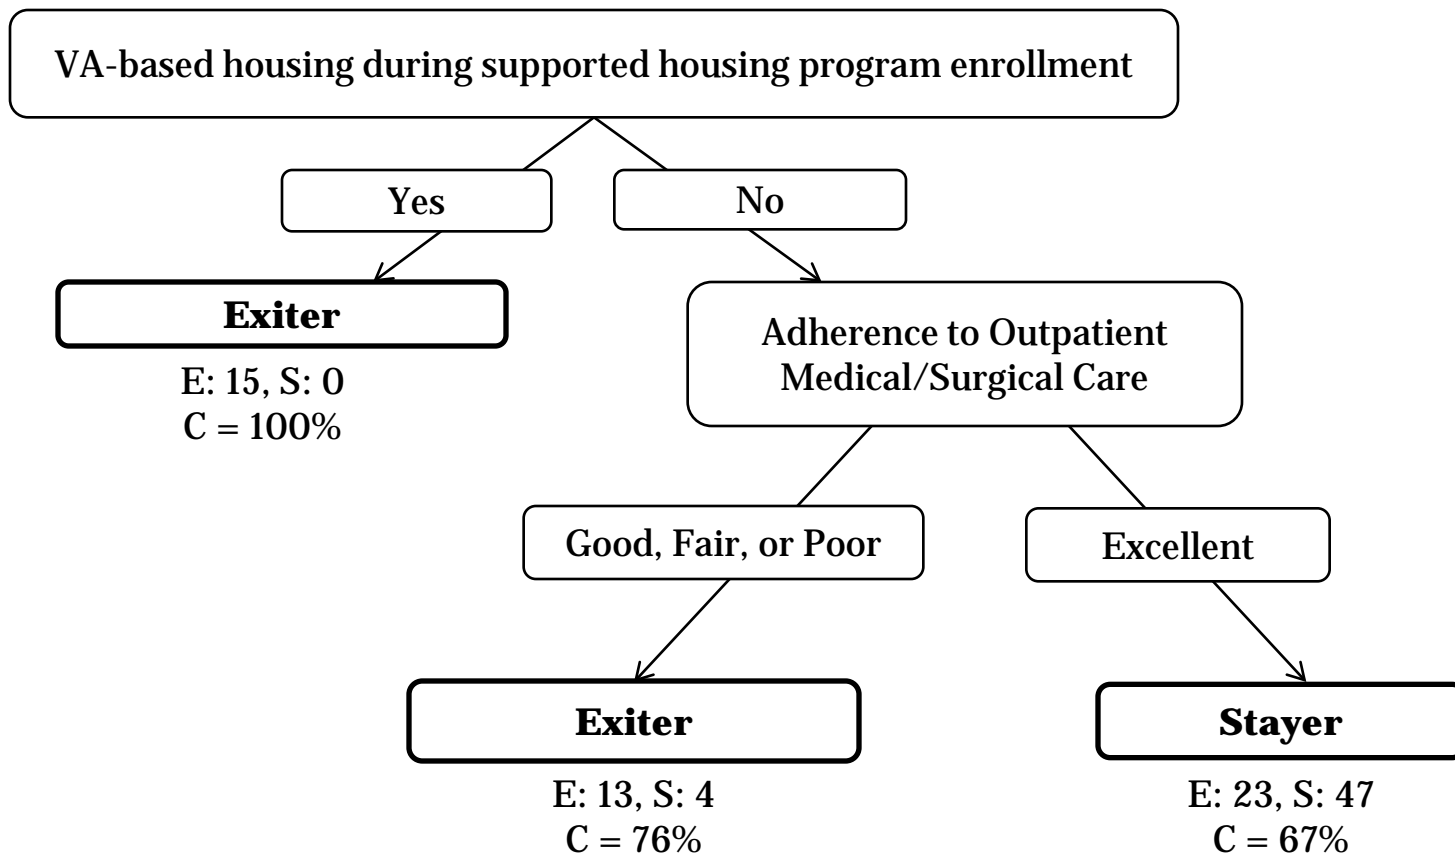 VA-based housing during supported housing program enrollment
Yes
No
Exiter
E: 15, S: 0
C = 100%
Adherence to Outpatient
Medical/Surgical Care
Good, Fair, or Poor
Excellent
Exiter
E: 13, S: 4
C = 76%
Stayer
E: 23, S: 47
C = 67%